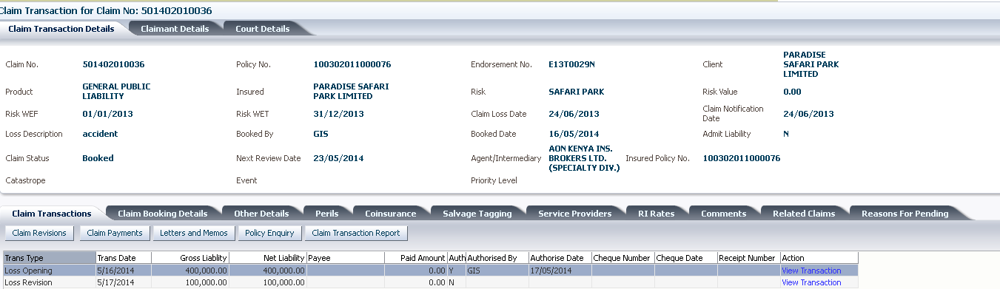 Claim Transaction for Claim No: 501402010036
Claim Transaction Details Claimant Details Court Details
Claim No. 501402010036 Policy No. 100302011000076 Endorsement No. E13T0029N Client PARADISE SAFARI PARK LIMITED
Product GENERAL PUBLIC LIABILITY Insured PARADISE SAFARI PARK LIMITED Risk SAFARI PARK Risk Value 0.00
Risk WEF 01/01/2013 Risk WET 31/12/2013 Claim Loss Date 24/06/2013 Claim Notification Date 24/06/2013
Loss Description accident Booked By GIS Booked Date 16/05/2014 Admit Liability N
Claim Status Booked Next Review Date 23/05/2014 Agent/Intermediary AON KENYA INS. BROKERS LTD. (SPECIALTY DIV.) Insured Policy No. 100302011000076
Catastrope Event Priority Level
Claim Transactions Claim Booking Details Other Details Perils Coinsurance Salvage Tagging Service Providers RI Rates Comments Related Claims Reasons For Pending
Claim Revisions Claim Payments Letters and Memos Policy Enquiry Claim Transaction Report
Trans Type Trans Date Gross Liablity Net Liability Payee Paid Amount Auth Authorised By Authorise Date Cheque Number Cheque Date Receipt Number Action
Loss Opening 5/16/2014 400,000.00 400,000.00 0.00 Y GIS 17/05/2014 View Transaction
Loss Revision 5/17/2014 100,000.00 100,000.00 0.00 N View Transaction